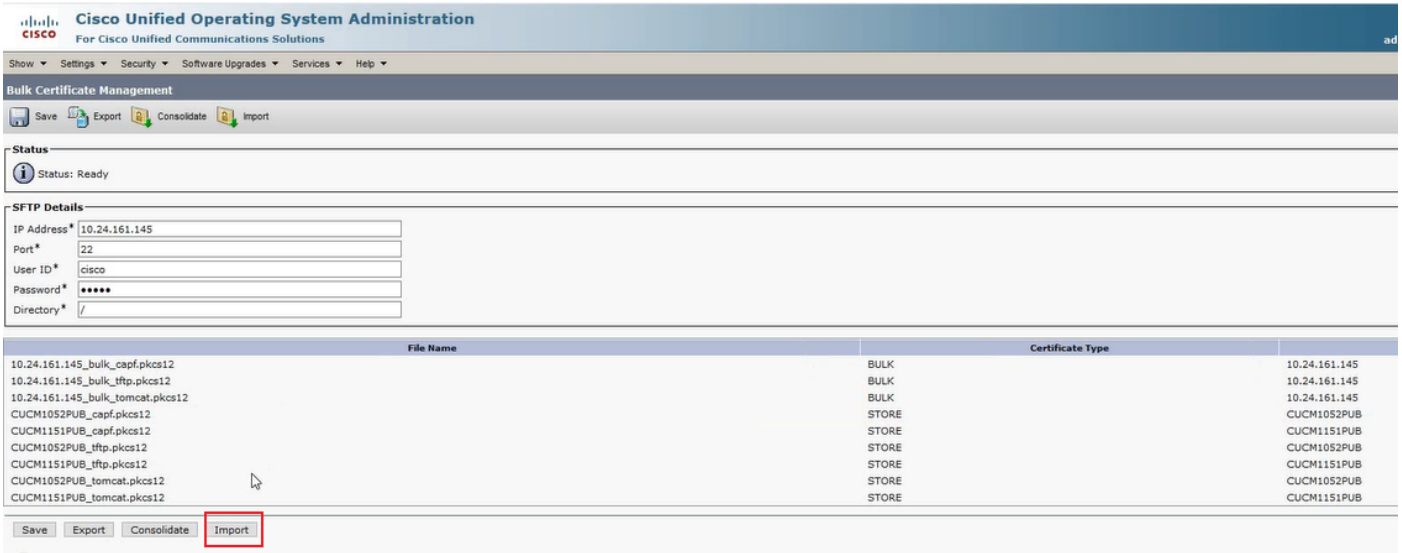 Cisco Unified Operating System Administration
CISCO
For Cisco Unified Communications Solutions
ad
Show Settings Security Software Upgrades Services Help
Bulk Certificate Management
Save Export Consolidate Import
Status
Status: Ready
SFTP Details
IP Address* 10.24.161.145
Port* 22
User ID* cisco
Password* •••••
Directory* /
File Name Certificate Type
10.24.161.145_bulk_capf.pkcs12 BULK 10.24.161.145
10.24.161.145_bulk_tftp.pkcs12 BULK 10.24.161.145
10.24.161.145_bulk_tomcat.pkcs12 BULK 10.24.161.145
CUCM1052PUB_capf.pkcs12 STORE CUCM1052PUB
CUCM1151PUB_capf.pkcs12 STORE CUCM1151PUB
CUCM1052PUB_tftp.pkcs12 STORE CUCM1052PUB
CUCM1151PUB_tftp.pkcs12 STORE CUCM1151PUB
CUCM1052PUB_tomcat.pkcs12 STORE CUCM1052PUB
CUCM1151PUB_tomcat.pkcs12 STORE CUCM1151PUB
Save Export Consolidate Import